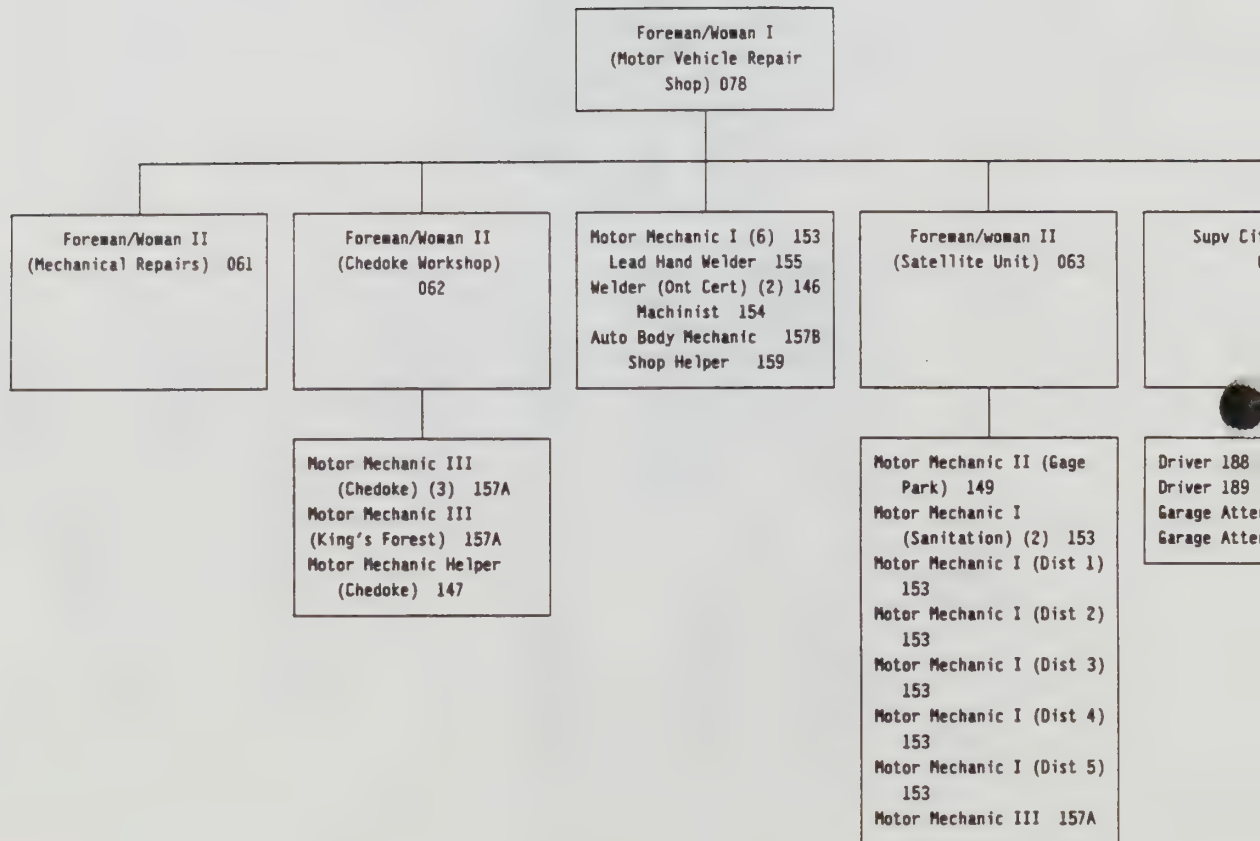 Foreman/Woman I
(Motor Vehicle Repair
Shop) 078
Foreman/Woman II
(Mechanical Repairs) 061
Foreman/Woman II
(Chedoke Workshop)
062
Motor Mechanic I (6) 153
Lead Hand Welder 155
Welder (Ont Cert) (2) 146
Machinist 154
Auto Body Mechanic 157B
Shop Helper 159
Foreman/woman II
(Satellite Unit) 063
Supv
Motor Mechanic III
(Chedoke) (3) 157A
Motor Mechanic III
(King's Forest) 157A
Motor Mechanic Helper
(Chedoke) 147
Motor Mechanic II (Gage
Park) 149
Motor Mechanic I
(Sanitation) (2) 153
Motor Mechanic I (Dist 1)
153
Motor Mechanic I (Dist 2)
153
Motor Mechanic I (Dist 3)
153
Motor Mechanic I (Dist 4)
153
Motor Mechanic I (Dist 5)
153
Motor Mechanic III 157A
Driver 188
Driver 189
Garage
Garage